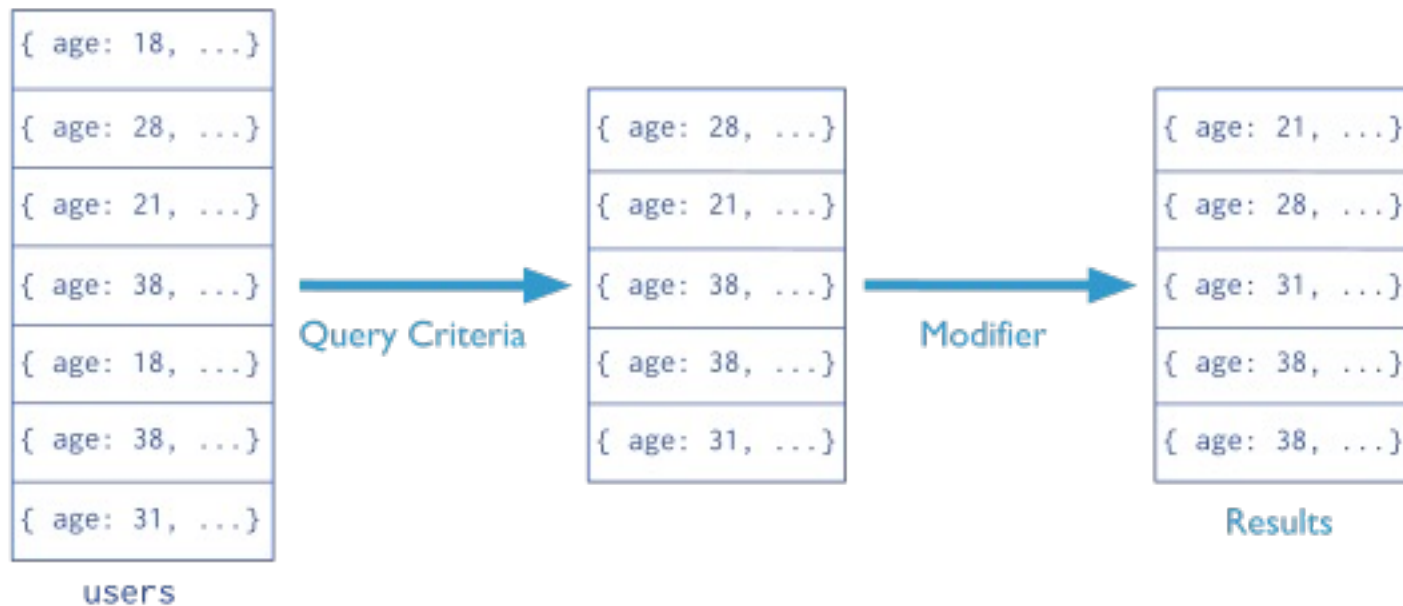 { age: 18, ...}
{ age: 28, ...}
{ age: 21, ...}
{ age: 38, ...}
{ age: 18, ...}
{ age: 38, ...}
{ age: 31, ...}
users
Query Criteria
{ age: 28, ...}
{ age: 21, ...}
{ age: 38, ...}
{ age: 38, ...}
{ age: 31, ...}
Modifier
{ age: 21, ...}
{ age: 28, ...}
{ age: 31, ...}
{ age: 38, ...}
{ age: 38, ...}
Results